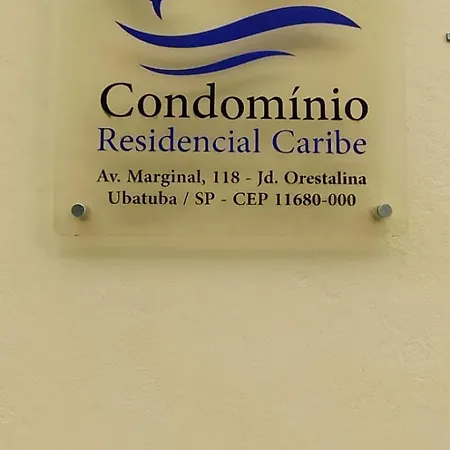 Condomínio
Residencial Caribe
Av. Marginal, 118 - Jd. Orestalina
Ubatuba / SP - CEP 11680-000